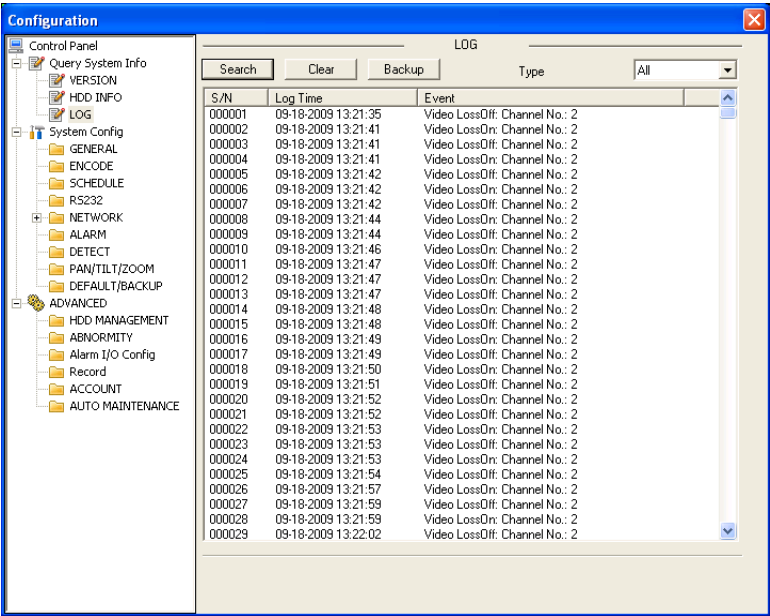 Configuration
Control Panel
Query System Info
VERSION
HDD INFO
LOG
System Config
GENERAL
ENCODE
SCHEDULE
RS232
NETWORK
ALARM
DETECT
PAN/TILT/ZOOM
DEFAULT/BACKUP
ADVANCED
HDD MANAGEMENT
ABNORMITY
Alarm I/O Config
Record
ACCOUNT
AUTO MAINTENANCE
LOG
Search Clear Backup Type All
S/N Log Time Event
000001 09-18-2009 13:21:35 Video LossOff: Channel No.: 2
000002 09-18-2009 13:21:41 Video LossOn: Channel No.: 2
000003 09-18-2009 13:21:41 Video LossOff: Channel No.: 2
000004 09-18-2009 13:21:41 Video LossOn: Channel No.: 2
000005 09-18-2009 13:21:42 Video LossOff: Channel No.: 2
000006 09-18-2009 13:21:42 Video LossOn: Channel No.: 2
000007 09-18-2009 13:21:42 Video LossOff: Channel No.: 2
000008 09-18-2009 13:21:44 Video LossOn: Channel No.: 2
000009 09-18-2009 13:21:44 Video LossOff: Channel No.: 2
000010 09-18-2009 13:21:46 Video LossOn: Channel No.: 2
000011 09-18-2009 13:21:47 Video LossOff: Channel No.: 2
000012 09-18-2009 13:21:47 Video LossOn: Channel No.: 2
000013 09-18-2009 13:21:47 Video LossOff: Channel No.: 2
000014 09-18-2009 13:21:48 Video LossOn: Channel No.: 2
000015 09-18-2009 13:21:48 Video LossOff: Channel No.: 2
000016 09-18-2009 13:21:49 Video LossOn: Channel No.: 2
000017 09-18-2009 13:21:49 Video LossOff: Channel No.: 2
000018 09-18-2009 13:21:50 Video LossOn: Channel No.: 2
000019 09-18-2009 13:21:51 Video LossOff: Channel No.: 2
000020 09-18-2009 13:21:52 Video LossOn: Channel No.: 2
000021 09-18-2009 13:21:52 Video LossOff: Channel No.: 2
000022 09-18-2009 13:21:53 Video LossOn: Channel No.: 2
000023 09-18-2009 13:21:53 Video LossOff: Channel No.: 2
000024 09-18-2009 13:21:53 Video LossOn: Channel No.: 2
000025 09-18-2009 13:21:54 Video LossOff: Channel No.: 2
000026 09-18-2009 13:21:57 Video LossOn: Channel No.: 2
000027 09-18-2009 13:21:59 Video LossOff: Channel No.: 2
000028 09-18-2009 13:21:59 Video LossOn: Channel No.: 2
000029 09-18-2009 13:22:02 Video LossOff: Channel No.: 2